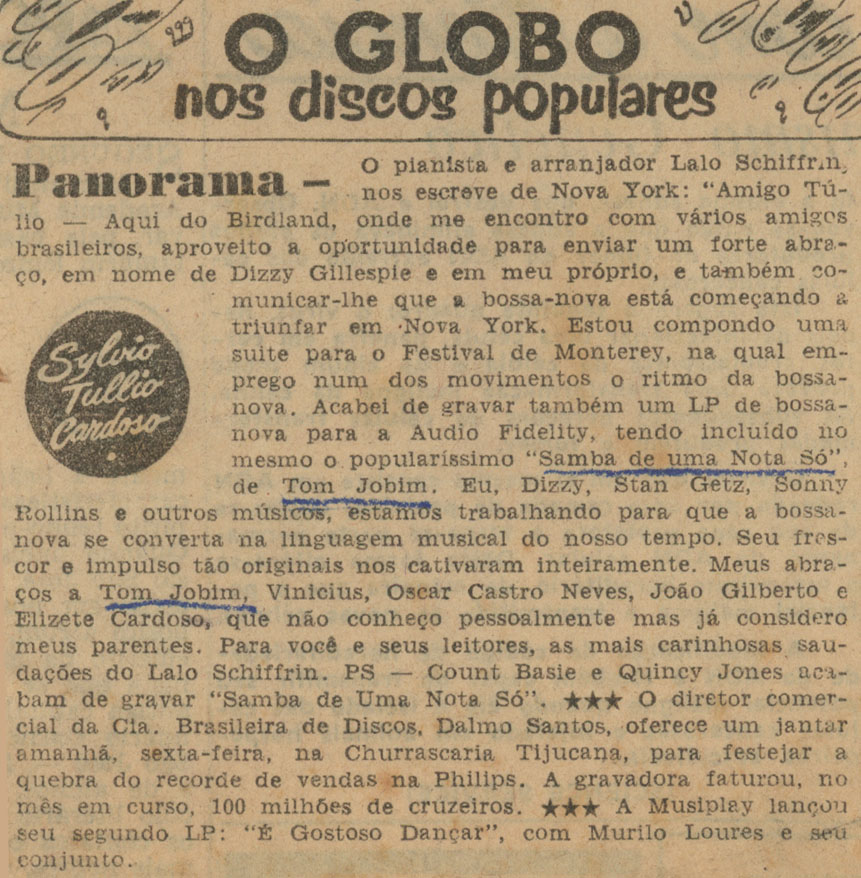 O GLOBO
nos discos populares
Panorama — O pianista e arranjador Lalo Schiffrin,
nos escreve de Nova York: "Amigo Tú-
lio — Aqui do Birdland, onde me encontro com vários amigos
brasileiros, aproveito a oportunidade para enviar um forte abra-
ço, em nome de Dizzy Gillespie e em meu próprio, e também co-
municar-lhe que a bossa-nova está começando a
triunfar em Nova York. Estou compondo uma
suite para o Festival de Monterey, na qual em-
prego num dos movimentos o ritmo da bossa-
nova. Acabei de gravar também um LP de bossa-
nova para a Audio Fidelity, tendo incluído no
mesmo o popularíssimo "Samba de uma Nota Só",
de Tom Jobim. Eu, Dizzy, Stan Getz, Sonny
Sylvio
Tullio
Cardoso
Rollins e outros músicos, estamos trabalhando para que a bossa-
nova se converta na linguagem musical do nosso tempo. Seu fres-
cor e impulso tão originais nos cativaram inteiramente. Meus abra-
ços a Tom Jobim, Vinicius, Oscar Castro Neves, João Gilberto e
Elizete Cardoso, que não conheço pessoalmente mas já considero
meus parentes. Para você e seus leitores, as mais carinhosas sau-
dações do Lalo Schiffrin. PS — Count Basie e Quincy Jones aca-
bam de gravar "Samba de Uma Nota Só". ★★★ O diretor comer-
cial da Cia. Brasileira de Discos, Dalmo Santos, oferece um jantar
amanhã, sexta-feira, na Churrascaria Tijucana, para festejar a
quebra do recorde de vendas na Philips. A gravadora faturou, no
mês em curso, 100 milhões de cruzeiros. ★★★ A Musiplay lançou
seu segundo LP: "É Gostoso Dançar", com Murilo Loures e seu
conjunto.